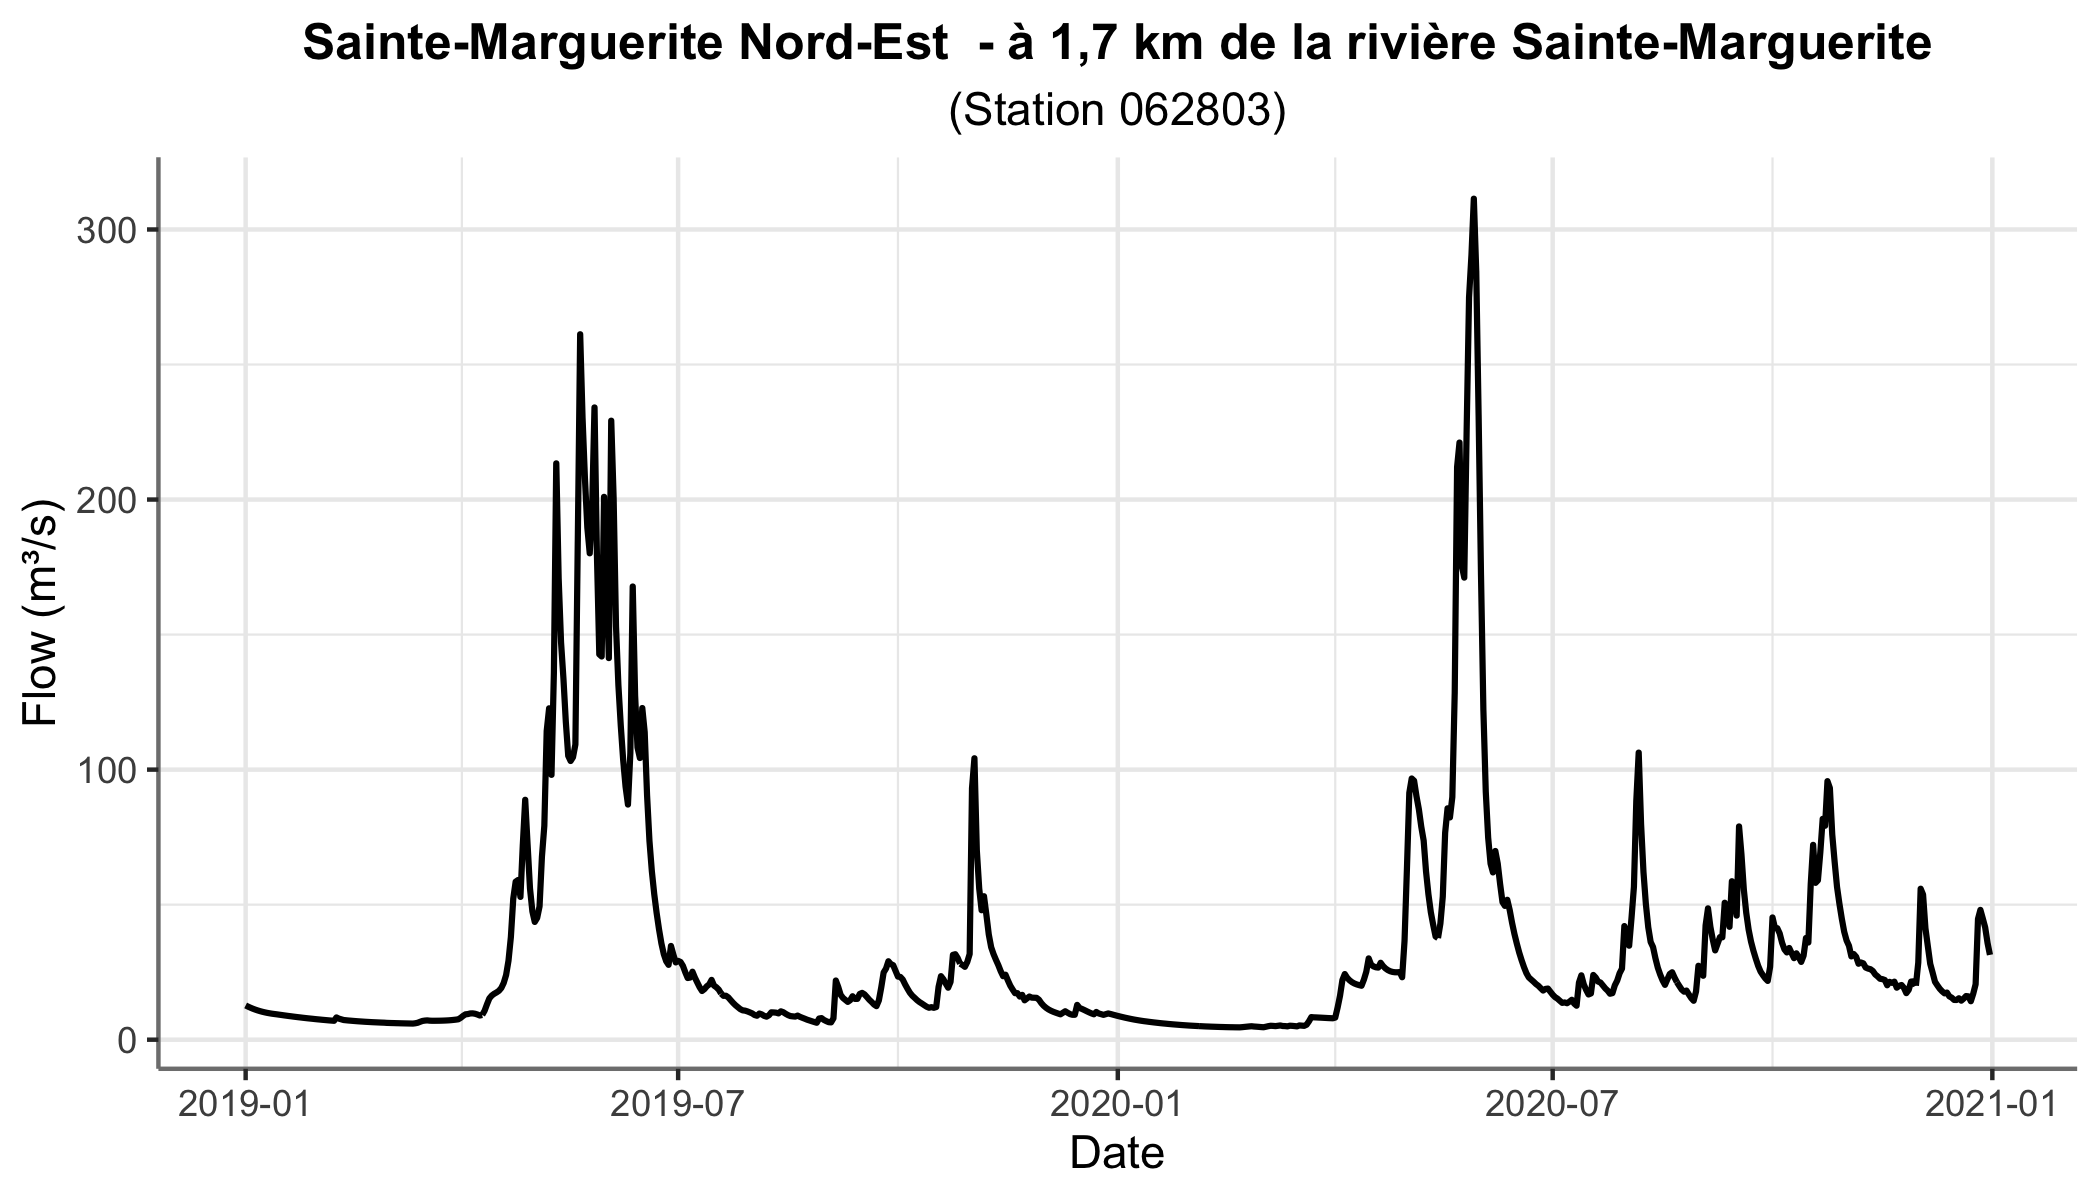 Sainte-Marguerite Nord-Est  - à 1,7 km de la rivière Sainte-Marguerite
(Station 062803)
Flow (m³/s)
300
200
100
0
2019-01 2019-07 2020-01 2020-07 2021-01
Date